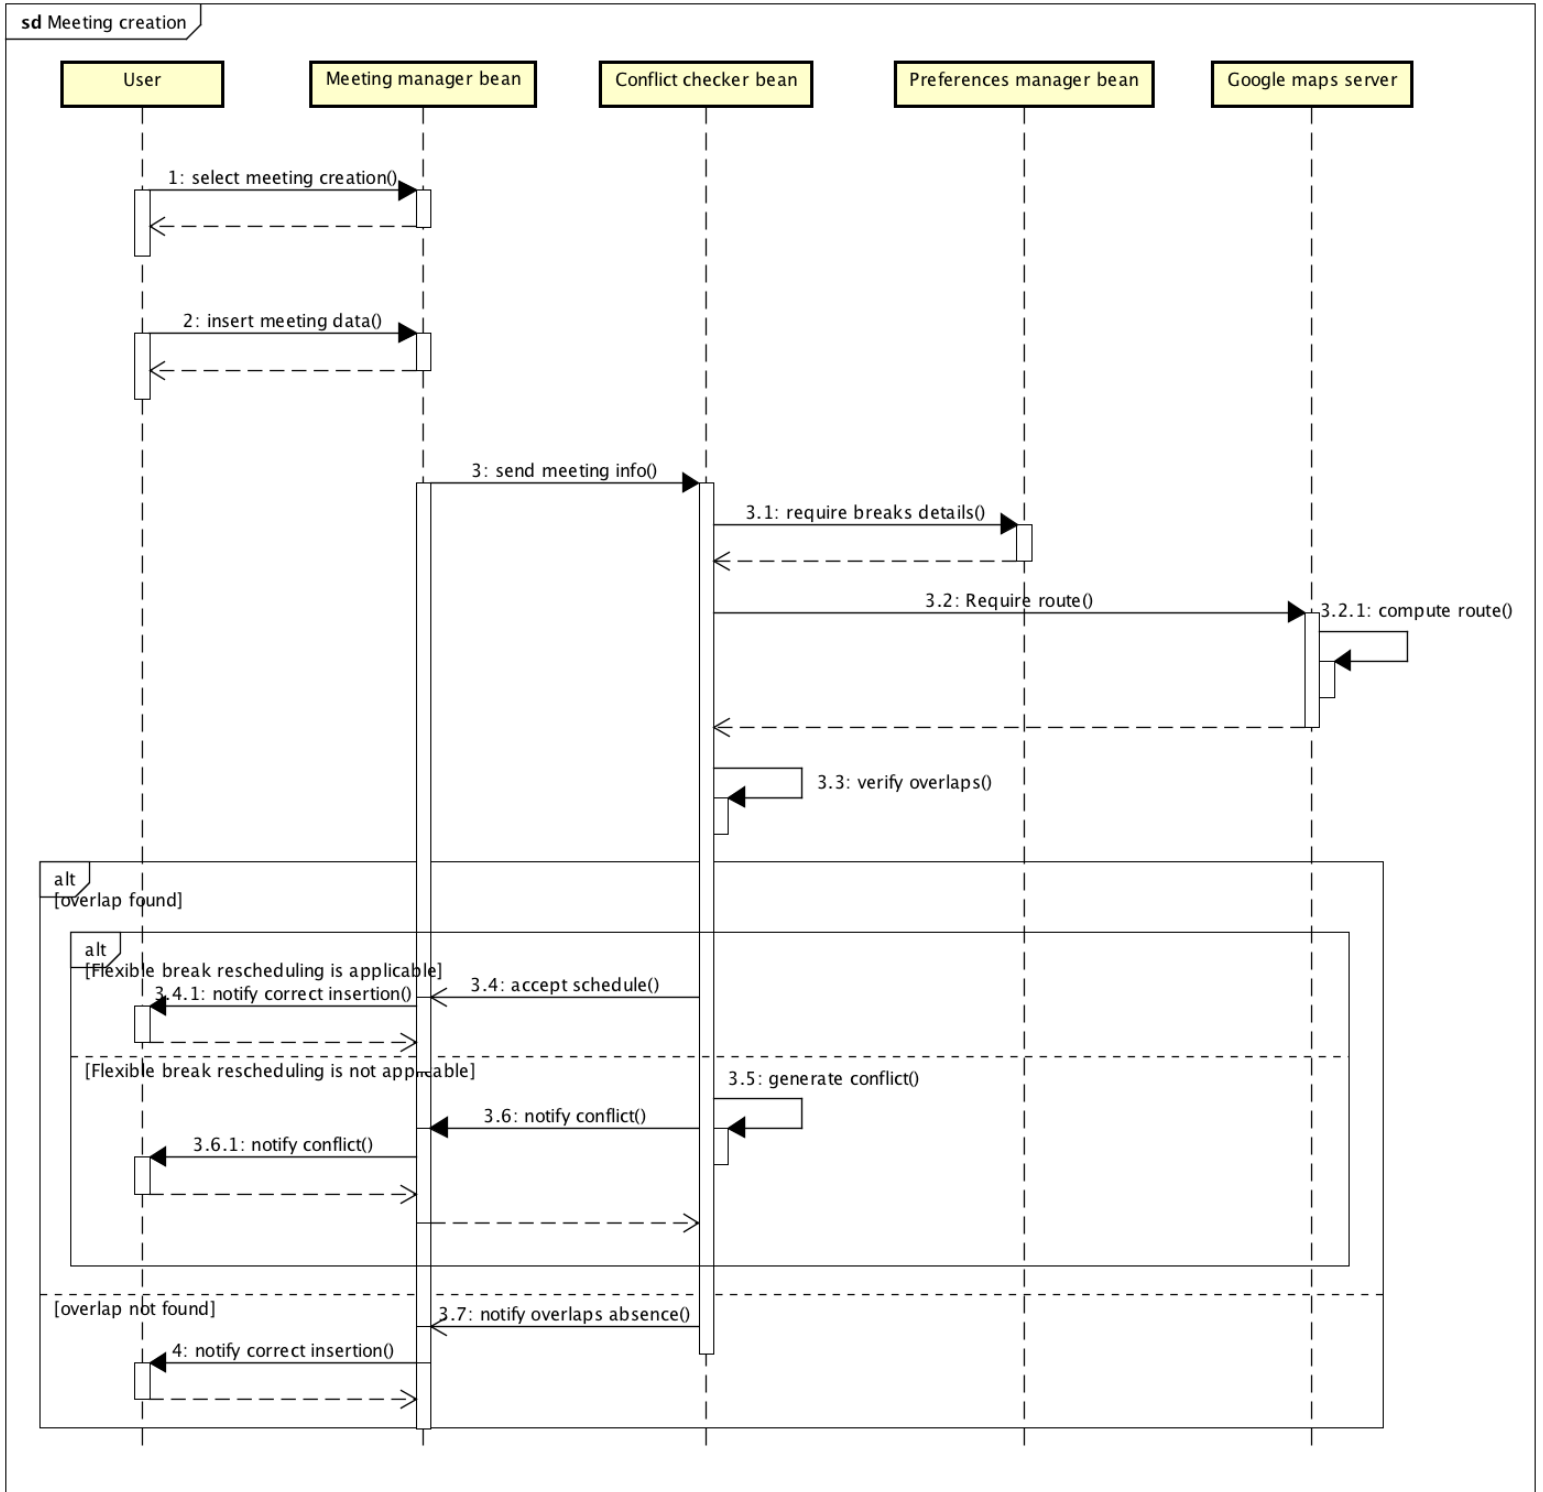 sd Meeting creation
User
Meeting manager bean
Conflict checker bean
Preferences manager bean
Google maps server
1: select meeting creation()
2: insert meeting data()
3: send meeting info()
3.1: require breaks details()
3.2: Require route()
3.2.1: compute route()
3.3: verify overlaps()
alt
[overlap found]
alt
[Flexible break rescheduling is applicable]
3.4: accept schedule()
3.4.1: notify correct insertion()
[Flexible break rescheduling is not applicable]
3.5: generate conflict()
3.6: notify conflict()
3.6.1: notify conflict()
[overlap not found]
3.7: notify overlaps absence()
4: notify correct insertion()